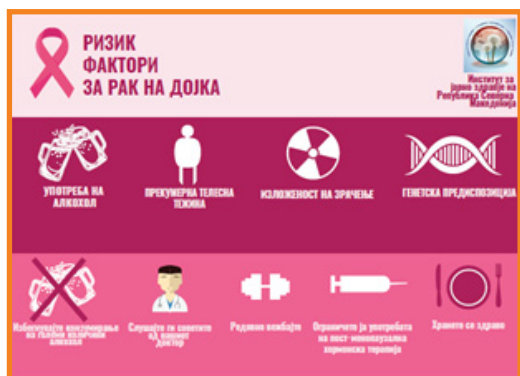 РИЗИК
ФАКТОРИ
ЗА РАК НА ДОЈКА
Институт за
јавно здравје на
Република Северна
Македонија
УПОТРЕБА НА
АЛКОХОЛ
ПРЕКУМЕРНА ТЕЛЕСНА
ТЕЖИНА
ИЗЛОЖЕНОСТ НА ЗРАЧЕЊЕ
ГЕНЕТСКА ПРЕДИСПОЗИЦИЈА
Избегнувајте конзумирање
на големи количини
алкохол
Слушајте ги советите
од вашиот
доктор
Редовно вежбајте
Ограничете ја употребата
на пост-менопаузална
хормонска терапија
Хранете се здраво